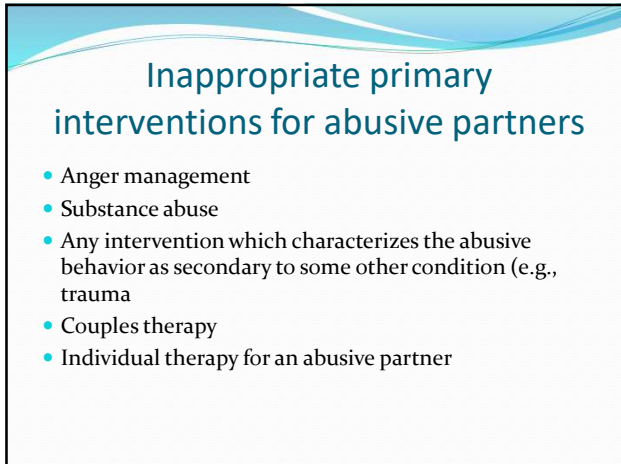 Inappropriate primary
interventions for abusive partners
• Anger management
• Substance abuse
• Any intervention which characterizes the abusive
behavior as secondary to some other condition (e.g.,
trauma
• Couples therapy
• Individual therapy for an abusive partner